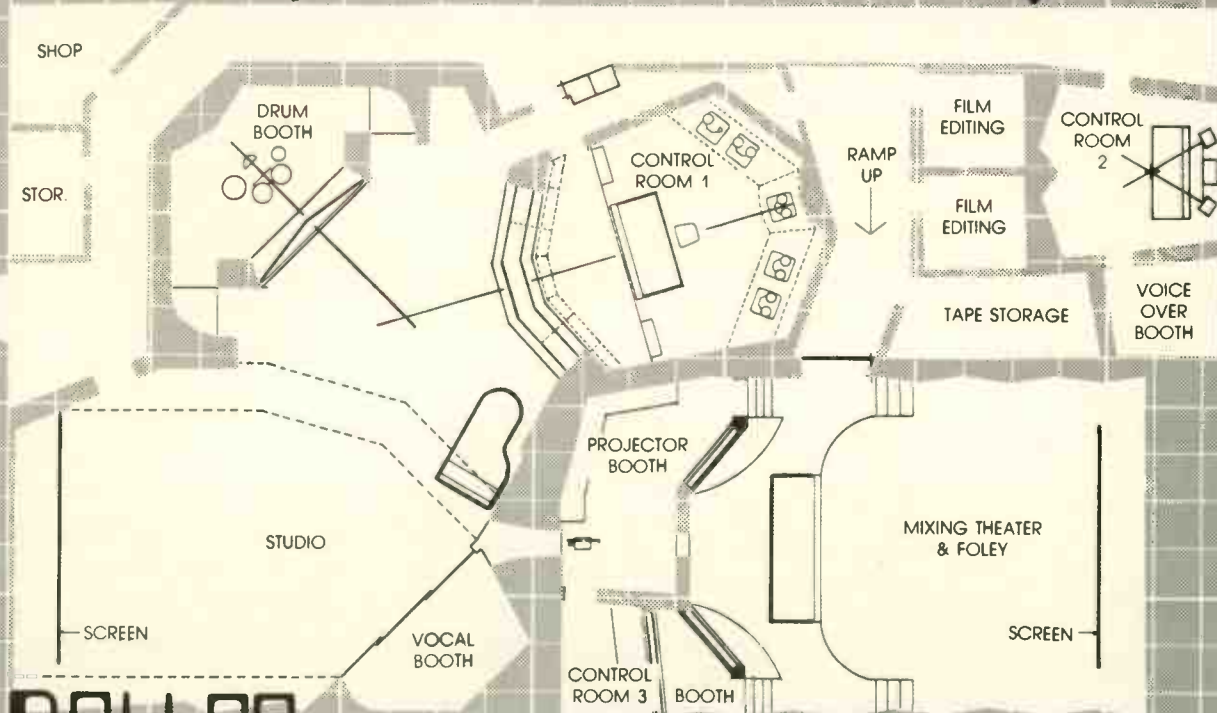 SHOP
DRUM
BOOTH
STOR.
CONTROL
ROOM 1
RAMP
UP
FILM
EDITING
FILM
EDITING
CONTROL
ROOM
2
TAPE STORAGE
VOICE
OVER
BOOTH
PROJECTOR
BOOTH
STUDIO
MIXING THEATER
& FOLEY
SCREEN
VOCAL
BOOTH
CONTROL
ROOM 3
BOOTH
SCREEN